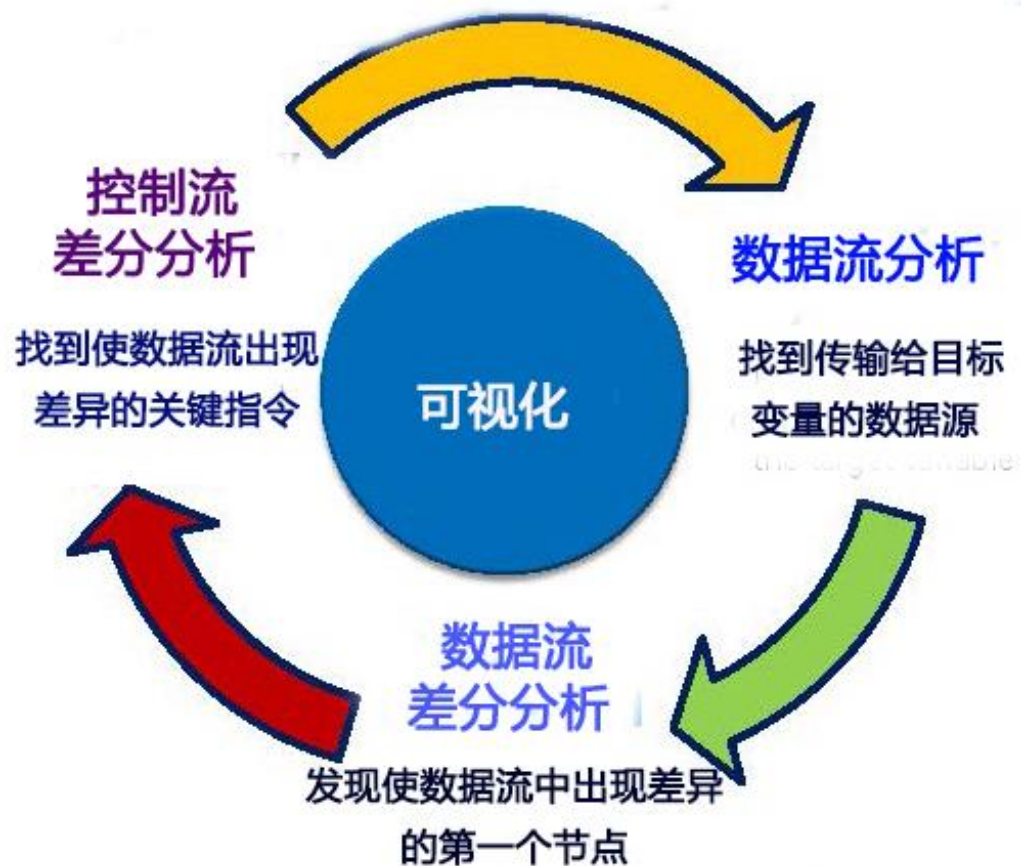 控制流
差分分析
找到使数据流出现
差异的关键指令
可视化
数据流分析
找到传输给目标
变量的数据源
数据流
差分分析
发现使数据流中出现差异
的第一个节点